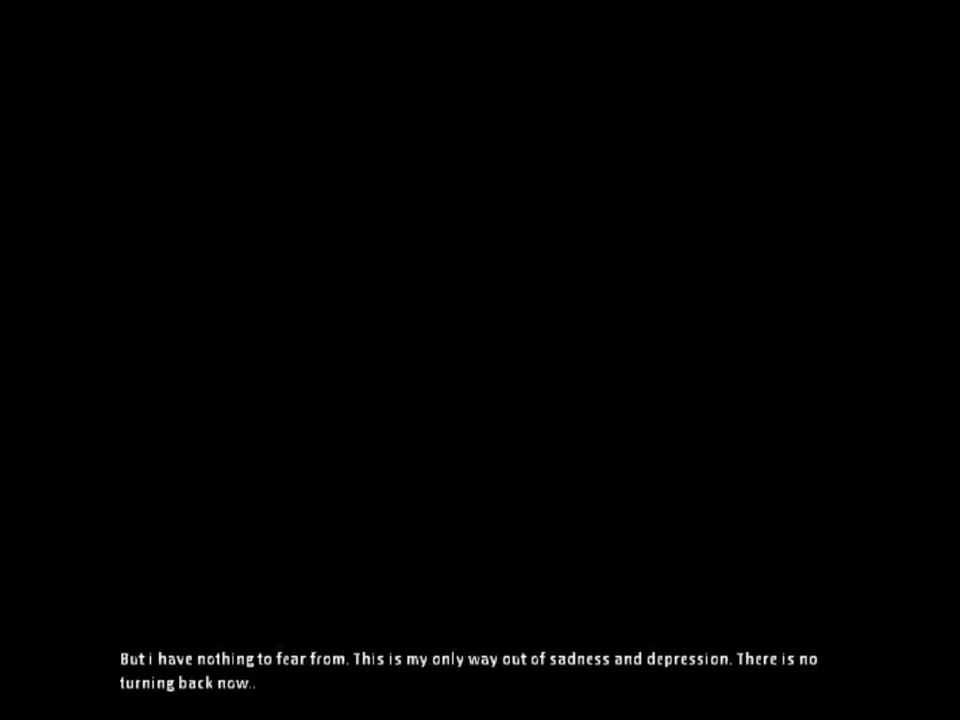 But i have nothing to fear from. This is my only way out of sadness and depression. There is no
turning back now..